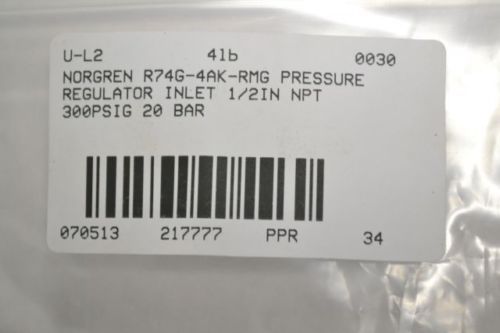 U-L2 4lb 0030
NORGREN R74G-4AK-RMG PRESSURE
REGULATOR INLET 1/2IN NPT
300PSIG 20 BAR
070513 217777 PPR 34